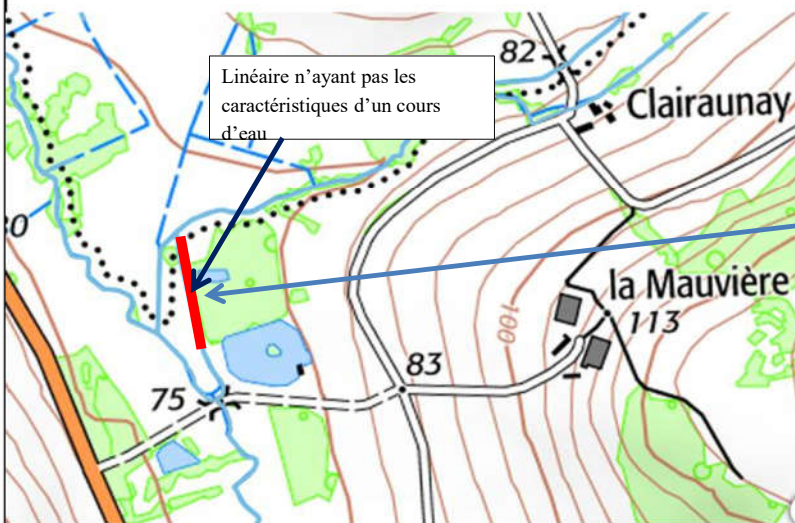 82
Linéaire n'ayant pas les
caractéristiques d'un cours
d'eau
Clairaunay
la Mauvière
100
113
83
75